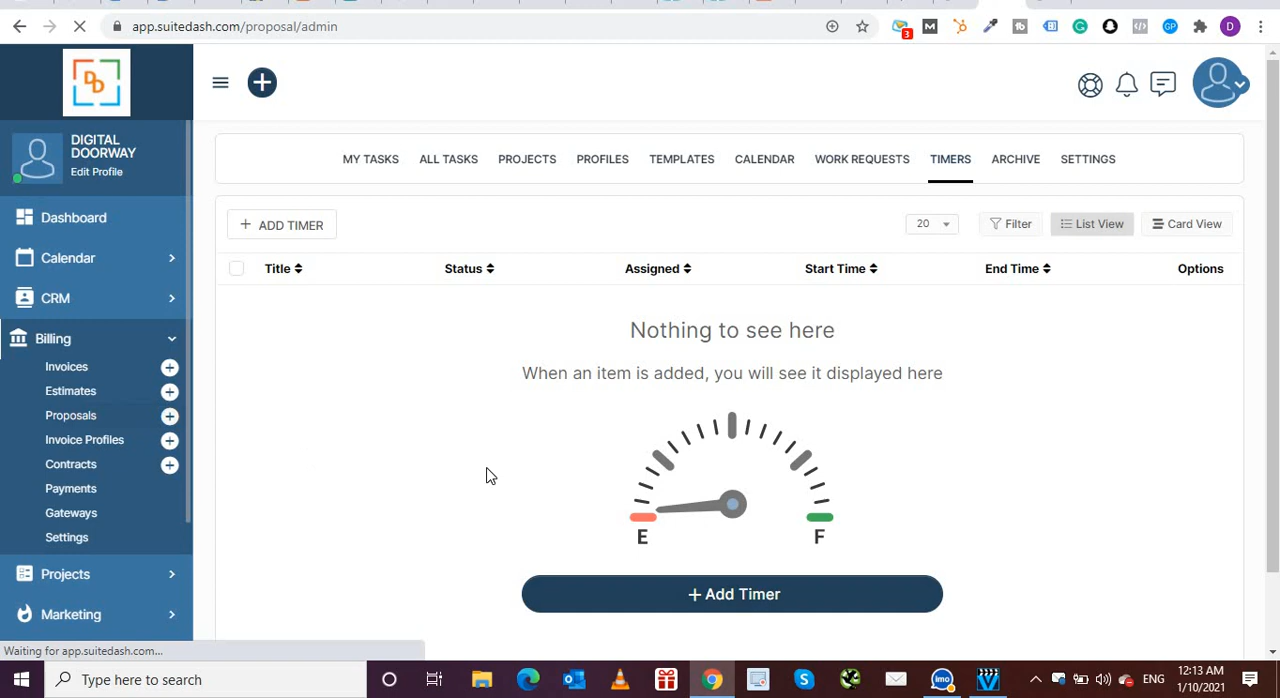 app.suitedash.com/proposal/admin
3
D
DD
DIGITAL
DOORWAY
Edit Profile
MY TASKS ALL TASKS PROJECTS PROFILES TEMPLATES CALENDAR WORK REQUESTS TIMERS ARCHIVE SETTINGS
Dashboard
Calendar
CRM
Billing
Invoices
Estimates
Proposals
Invoice Profiles
Contracts
Payments
Gateways
Settings
Projects
Marketing
+ ADD TIMER
20 Filter List View Card View
Title Status Assigned Start Time End Time Options
Nothing to see here
When an item is added, you will see it displayed here
E F
+ Add Timer
Waiting for app.suitedash.com...
Type here to search
imo
ENG
12:13 AM
1/10/2021